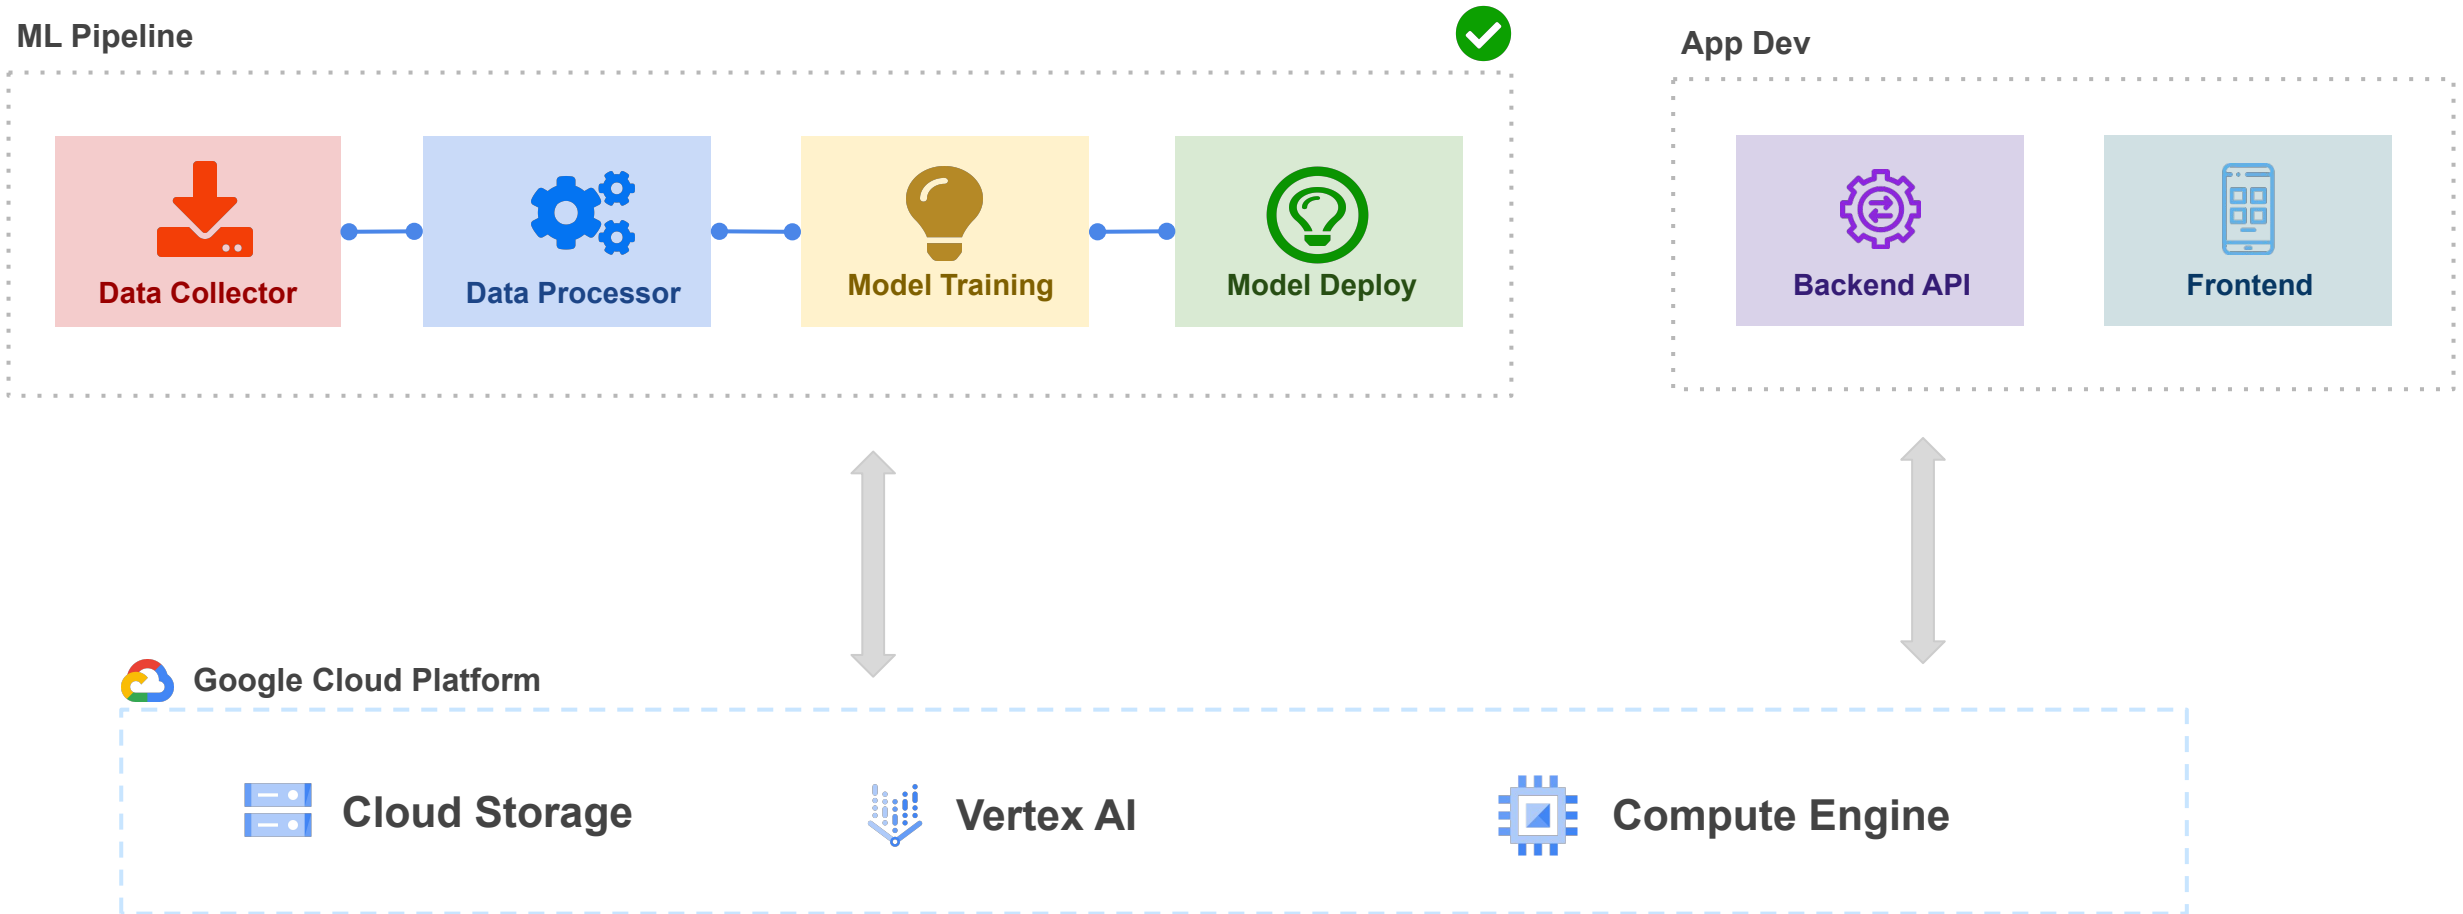 ML Pipeline
App Dev
Data Collector
Data Processor
Model Training
Model Deploy
Backend API
Frontend
Google Cloud Platform
Cloud Storage
Vertex AI
Compute Engine